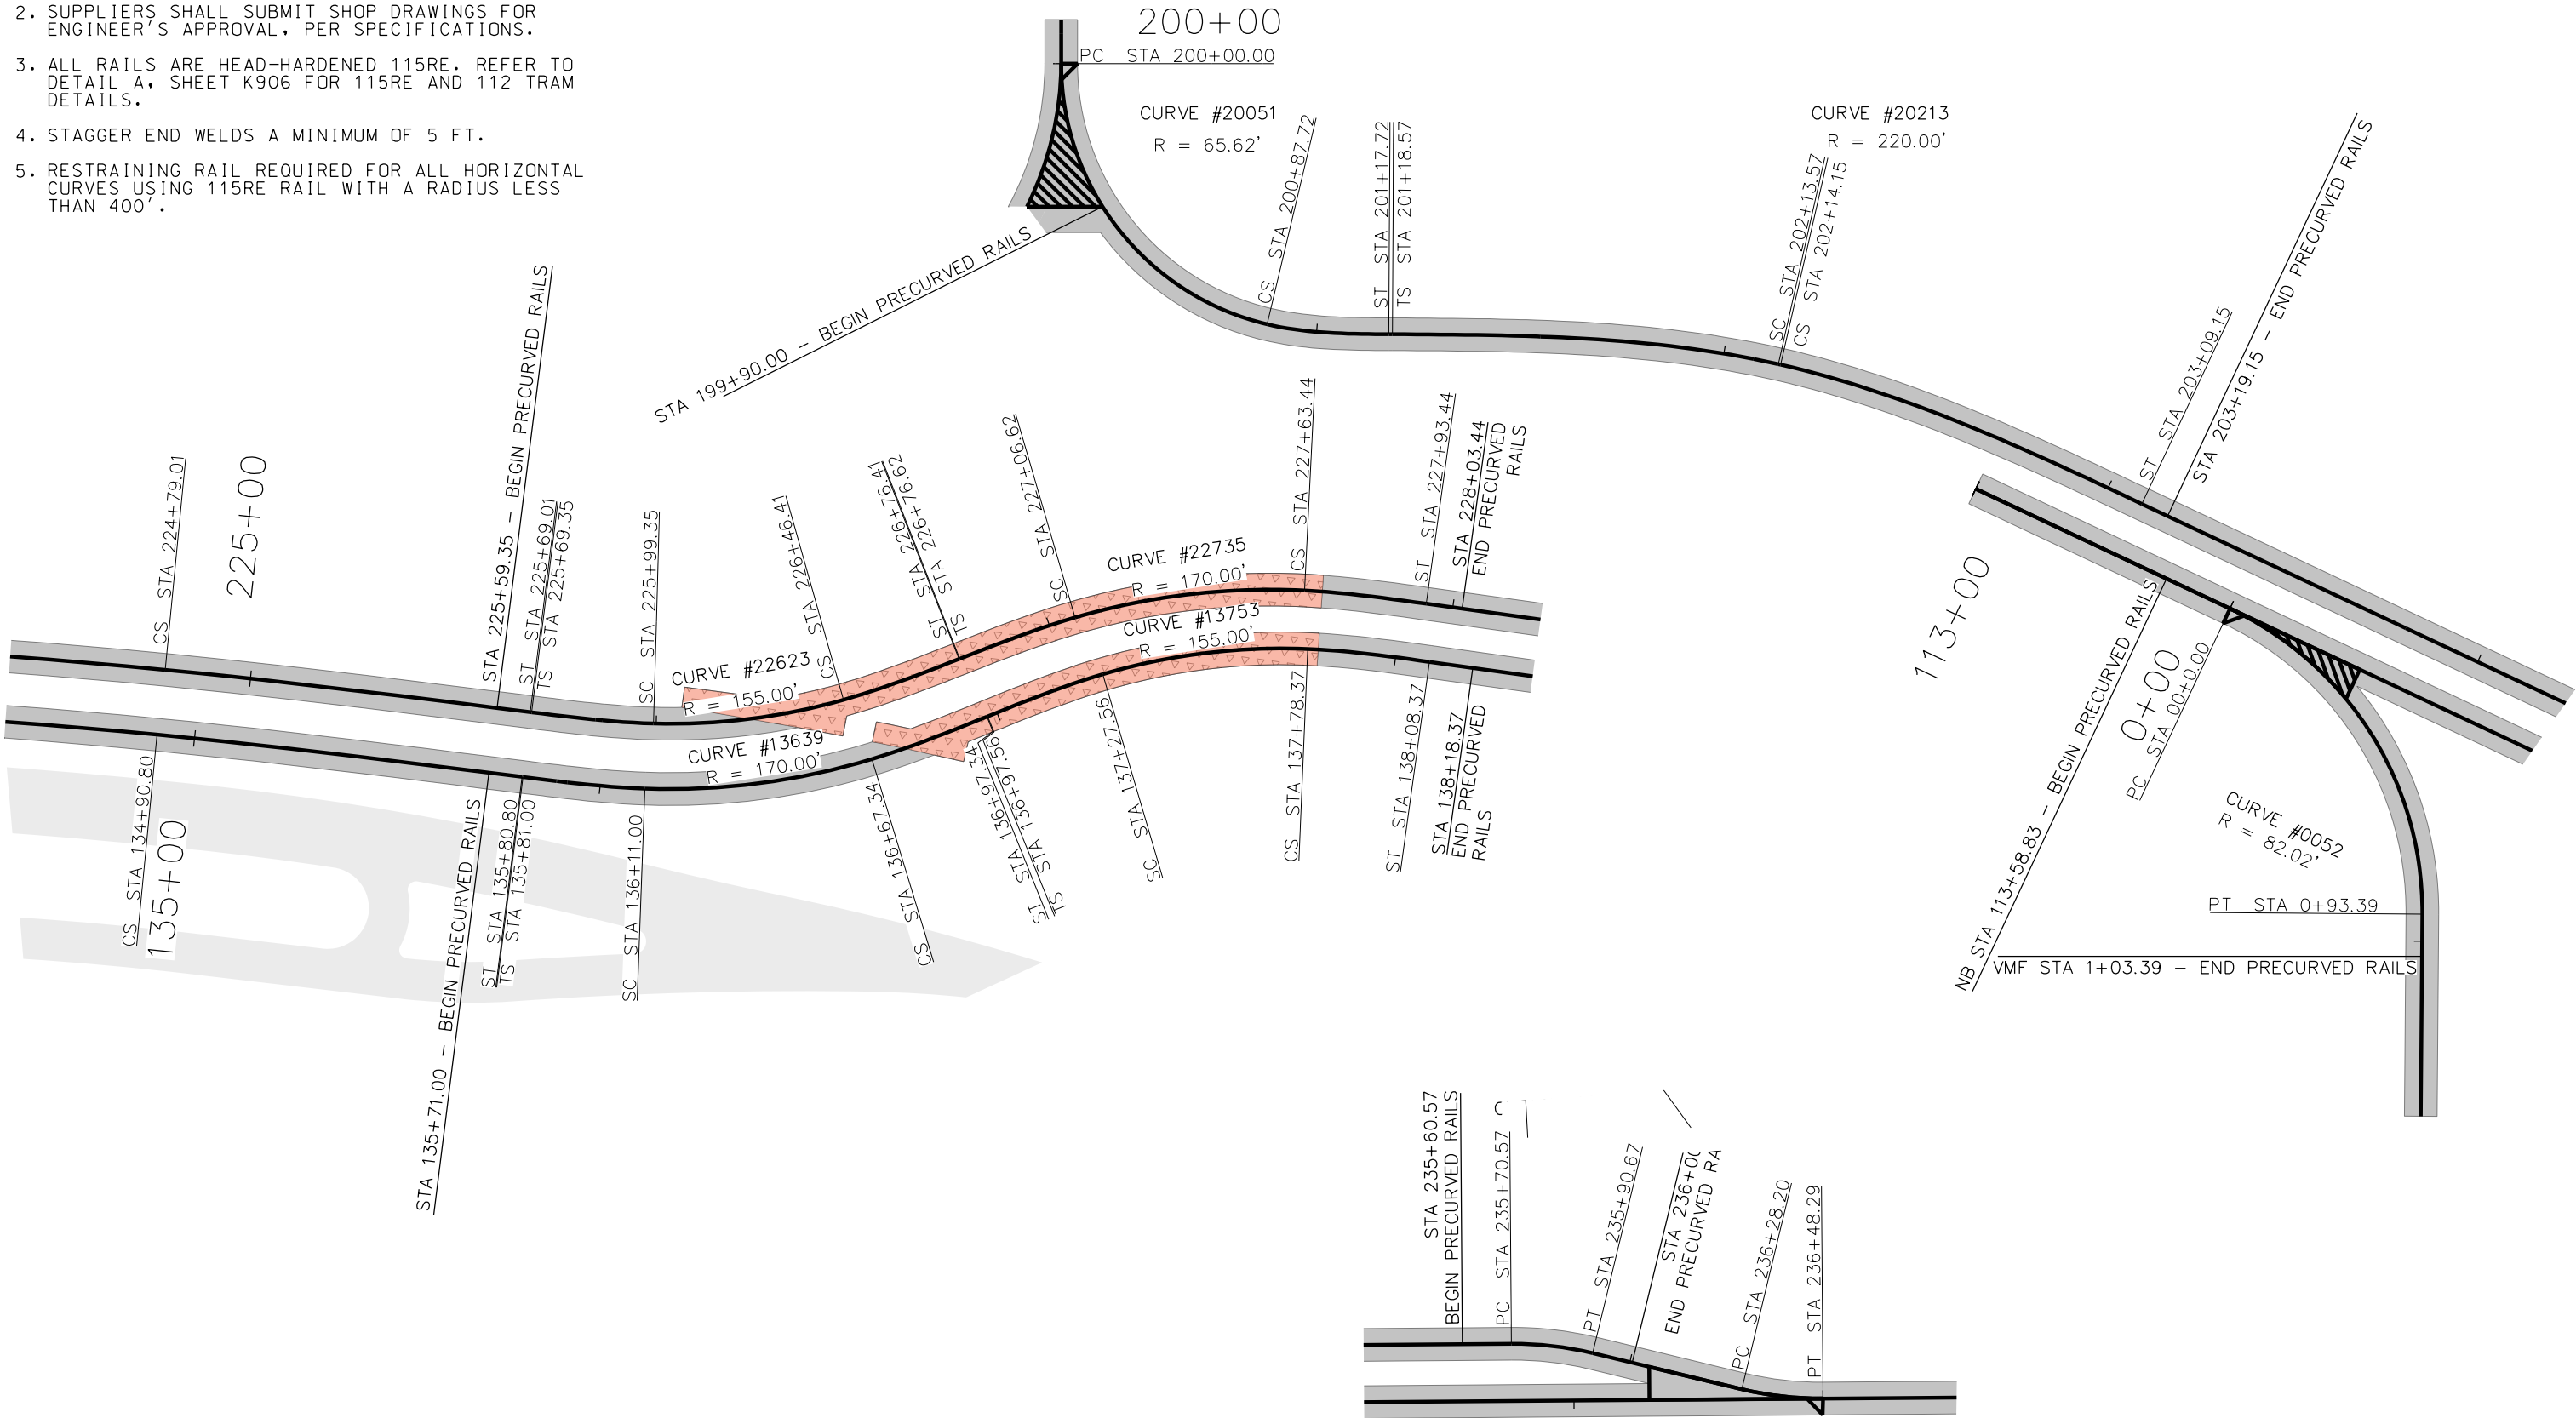 2. SUPPLIERS SHALL SUBMIT SHOP DRAWINGS FOR
ENGINEER'S APPROVAL, PER SPECIFICATIONS.
3. ALL RAILS ARE HEAD-HARDENED 115RE. REFER TO
DETAIL A, SHEET K906 FOR 115RE AND 112 TRAM
DETAILS.
4. STAGGER END WELDS A MINIMUM OF 5 FT.
5. RESTRAINING RAIL REQUIRED FOR ALL HORIZONTAL
CURVES USING 115RE RAIL WITH A RADIUS LESS
THAN 400'.
200+00
PC STA 200+00.00
CURVE #20051
R = 65.62'
STA 199+90.00 - BEGIN PRECURVED RAILS
CS STA 200+87.72
ST STA 201+17.72
TS STA 201+18.57
CURVE #20213
R = 220.00'
SC STA 202+13.57
CS STA 202+14.15
ST STA 203+09.15
STA 203+19.15 - END PRECURVED RAILS
CS STA 224+79.01
225+00
STA 225+59.35 - BEGIN PRECURVED RAILS
ST STA 225+69.01
TS STA 225+69.35
SC STA 225+99.35
CURVE #22623
R = 155.00'
CS STA 226+46.41
ST STA 226+76.41
TS STA 226+76.62
SC STA 227+06.62
CURVE #22735
R = 170.00'
CS STA 227+63.44
ST STA 227+93.44
STA 228+03.44
END PRECURVED
RAILS
CS STA 134+90.80
135+00
STA 135+71.00 - BEGIN PRECURVED RAILS
ST STA 135+80.80
TS STA 135+81.00
SC STA 136+11.00
CURVE #13639
R = 170.00'
CS STA 136+67.34
ST STA 136+97.34
TS STA 136+97.56
SC STA 137+27.56
CURVE #13753
R = 155.00'
CS STA 137+78.37
ST STA 138+08.37
STA 138+18.37
END PRECURVED
RAILS
113+00
NB STA 113+58.83 - BEGIN PRECURVED RAILS
0+00
PC STA 00+0.00
CURVE #0052
R = 82.02'
PT STA 0+93.39
VMF STA 1+03.39 - END PRECURVED RAILS
STA 235+60.57
BEGIN PRECURVED RAILS
PC STA 235+70.57
PT STA 235+90.67
STA 236+0
END PRECURVED RA
PC STA 236+28.20
PT STA 236+48.29